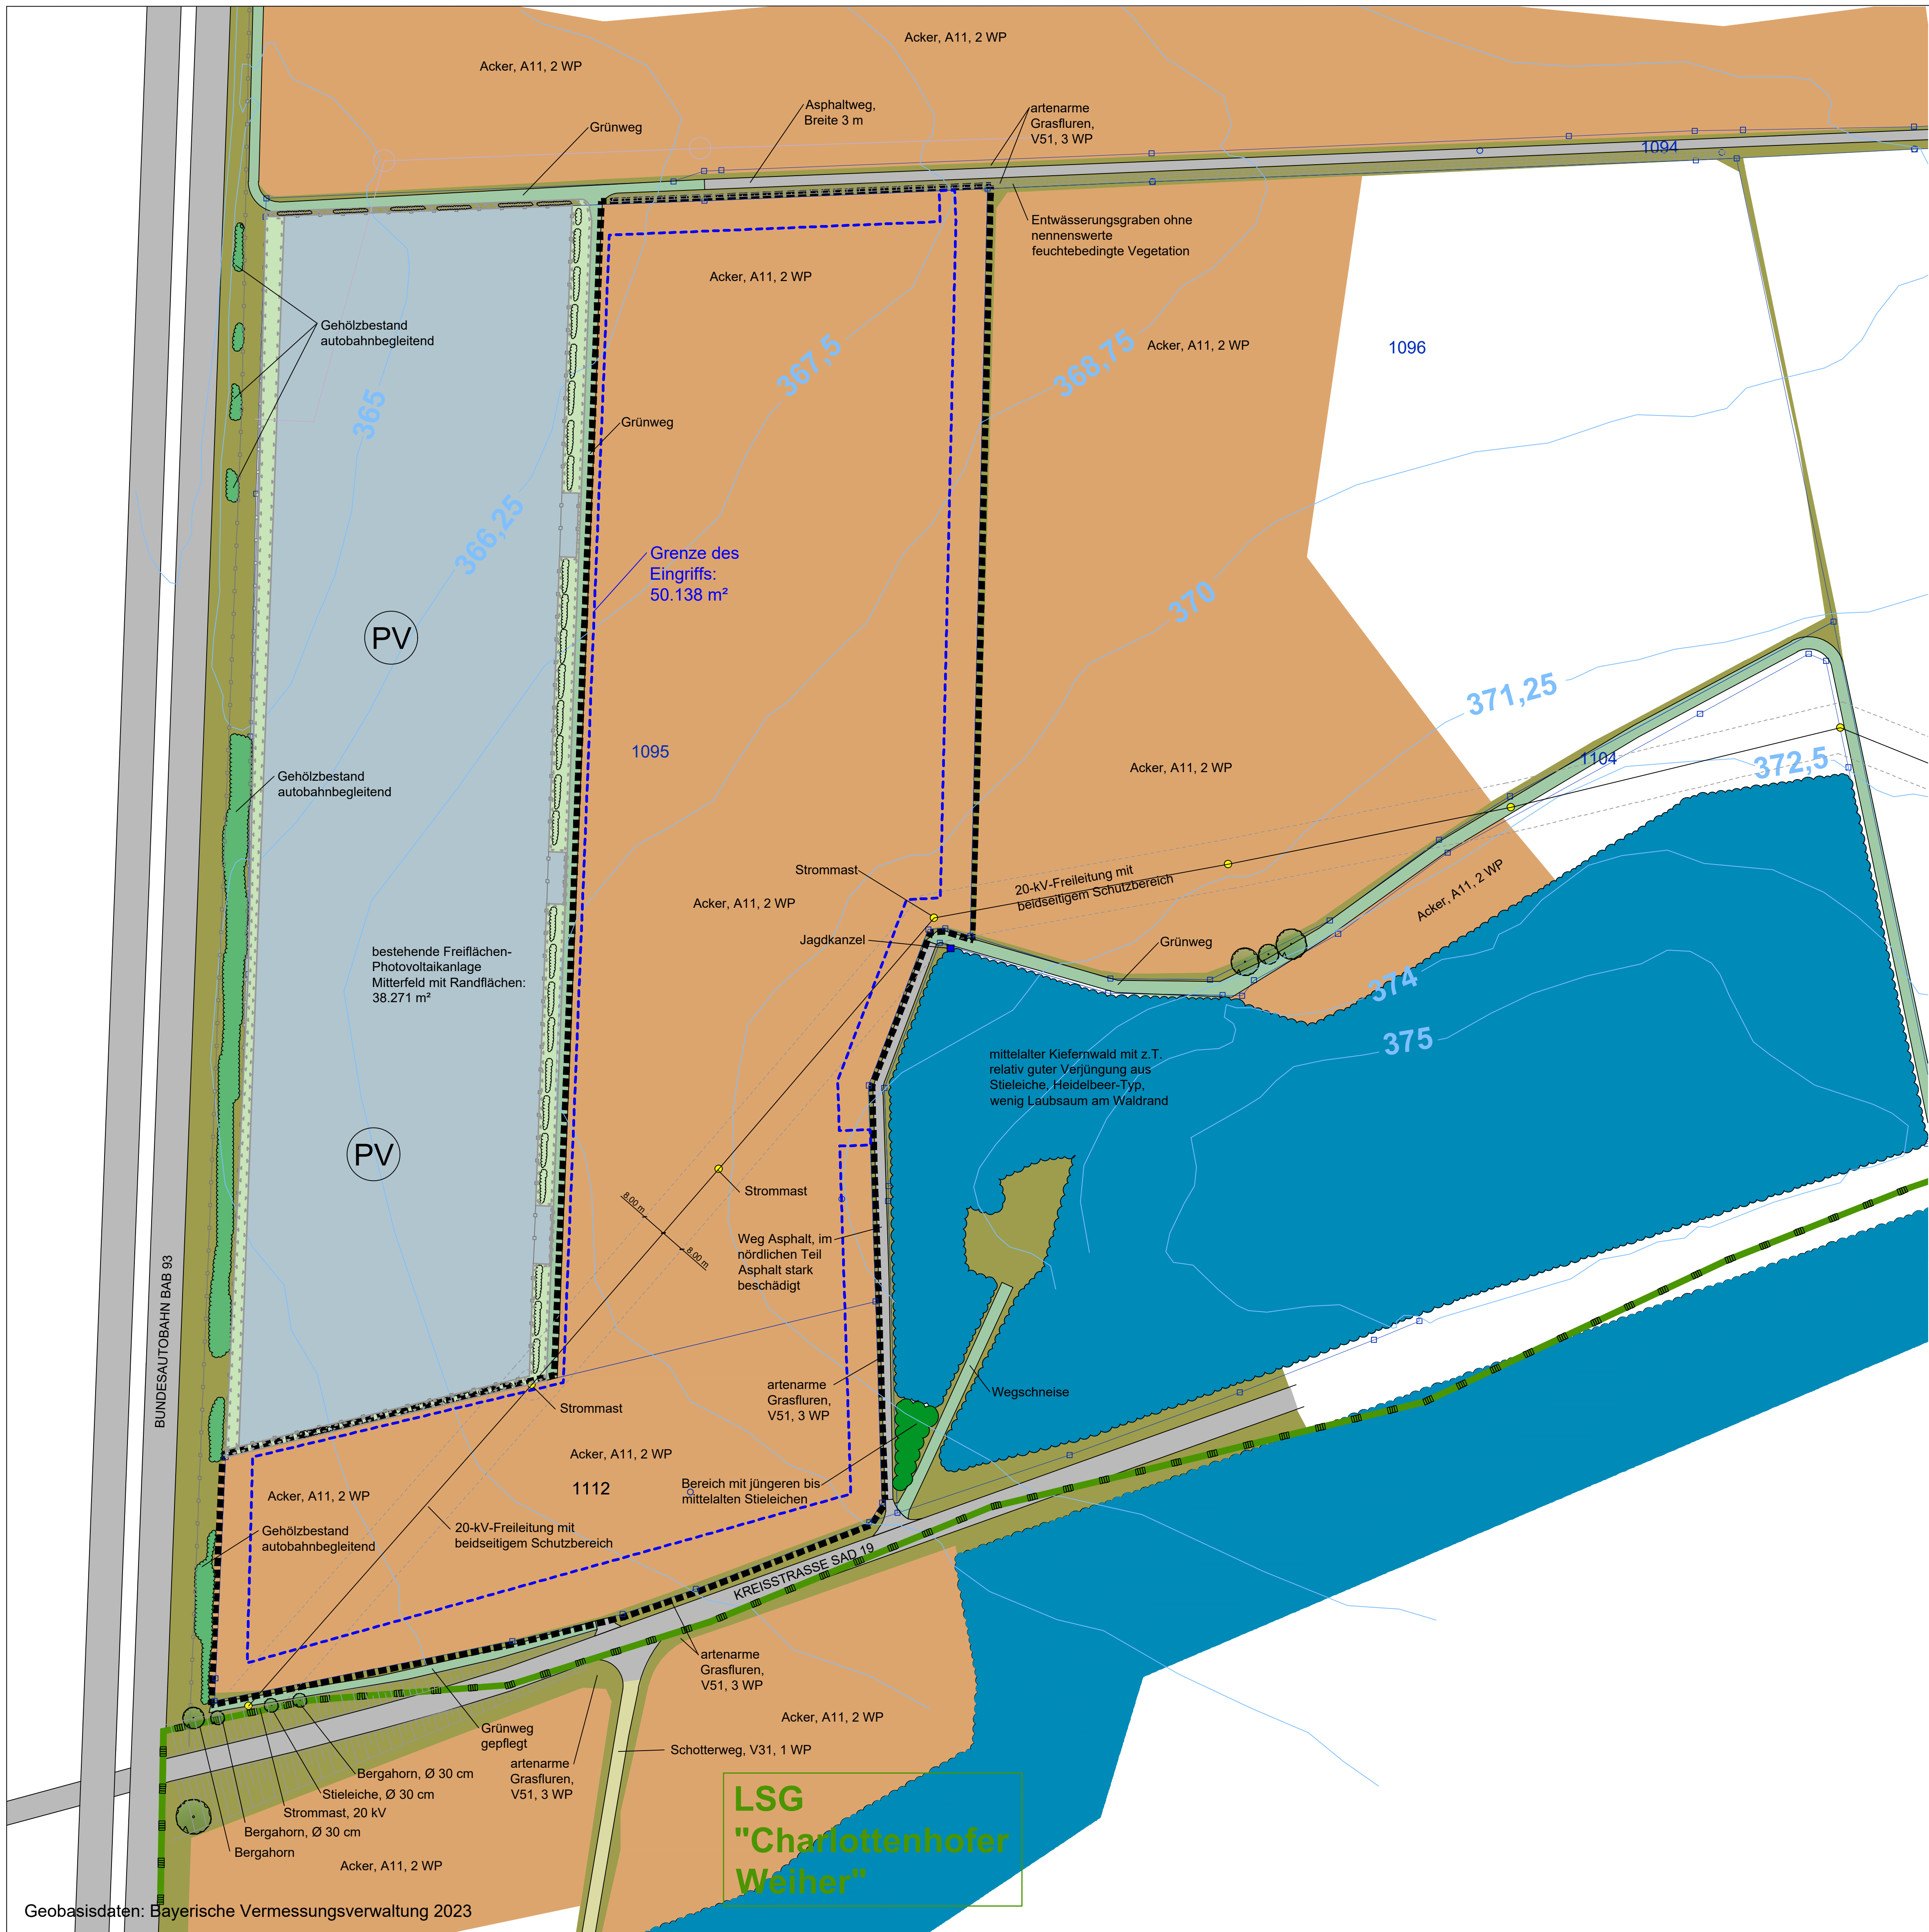 Acker, A11, 2 WP
Acker, A11, 2 WP
Asphaltweg,
Breite 3 m
artenarme
Grasfluren,
V51, 3 WP
Grünweg
1094
Entwässerungsgraben ohne
nennenswerte
feuchtebedingte Vegetation
Acker, A11, 2 WP
Gehölzbestand
autobahnbegleitend
367,5
368,75
Acker, A11, 2 WP
1096
365
Grünweg
366,25
Grenze des
Eingriffs:
50.138 m²
370
PV
371,25
1095
Acker, A11, 2 WP
1104
372,5
Gehölzbestand
autobahnbegleitend
Strommast
20-kV-Freileitung mit
beidseitigem Schutzbereich
Acker, A11, 2 WP
Acker, A11, 2 WP
Jagdkanzel
Grünweg
bestehende Freiflächen-
Photovoltaikanlage
Mitterfeld mit Randflächen:
38.271 m²
374
375
mittelalter Kiefernwald mit z.T.
relativ guter Verjüngung aus
Stieleiche, Heidelbeer-Typ,
wenig Laubsaum am Waldrand
PV
Strommast
8.00 m
8.00 m
Weg Asphalt, im
nördlichen Teil
Asphalt stark
beschädigt
BUNDESAUTOBAHN BAB 93
artenarme
Grasfluren,
V51, 3 WP
Wegschneise
Strommast
Acker, A11, 2 WP
1112
Bereich mit jüngeren bis
mittelalten Stieleichen
Acker, A11, 2 WP
Gehölzbestand
autobahnbegleitend
20-kV-Freileitung mit
beidseitigem Schutzbereich
KREISSTRASSE SAD 19
artenarme
Grasfluren,
V51, 3 WP
Acker, A11, 2 WP
Grünweg
gepflegt
Schotterweg, V31, 1 WP
artenarme
Grasfluren,
V51, 3 WP
Bergahorn, Ø 30 cm
Stieleiche, Ø 30 cm
Strommast, 20 kV
Bergahorn, Ø 30 cm
Bergahorn
Acker, A11, 2 WP
LSG
"Charlottenhofer
Weiher"
Geobasisdaten: Bayerische Vermessungsverwaltung 2023